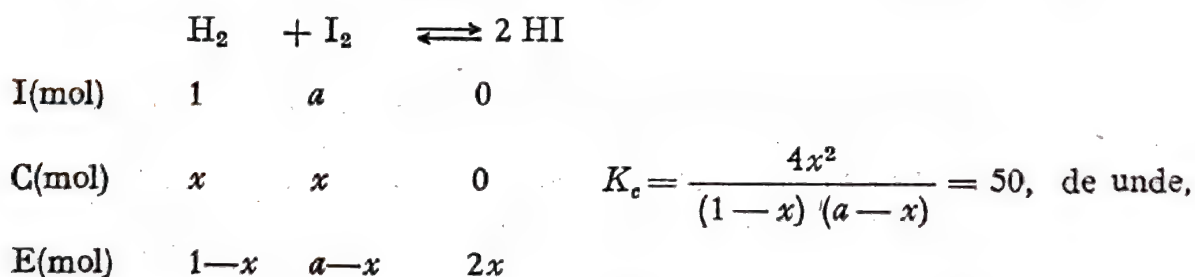 H₂ + I₂ ⇌ 2 HI
I(mol) 1 a 0
C(mol) x x 0 K_c = 4x² / (1 — x) (a — x) = 50, de unde,
E(mol) 1—x a—x 2x